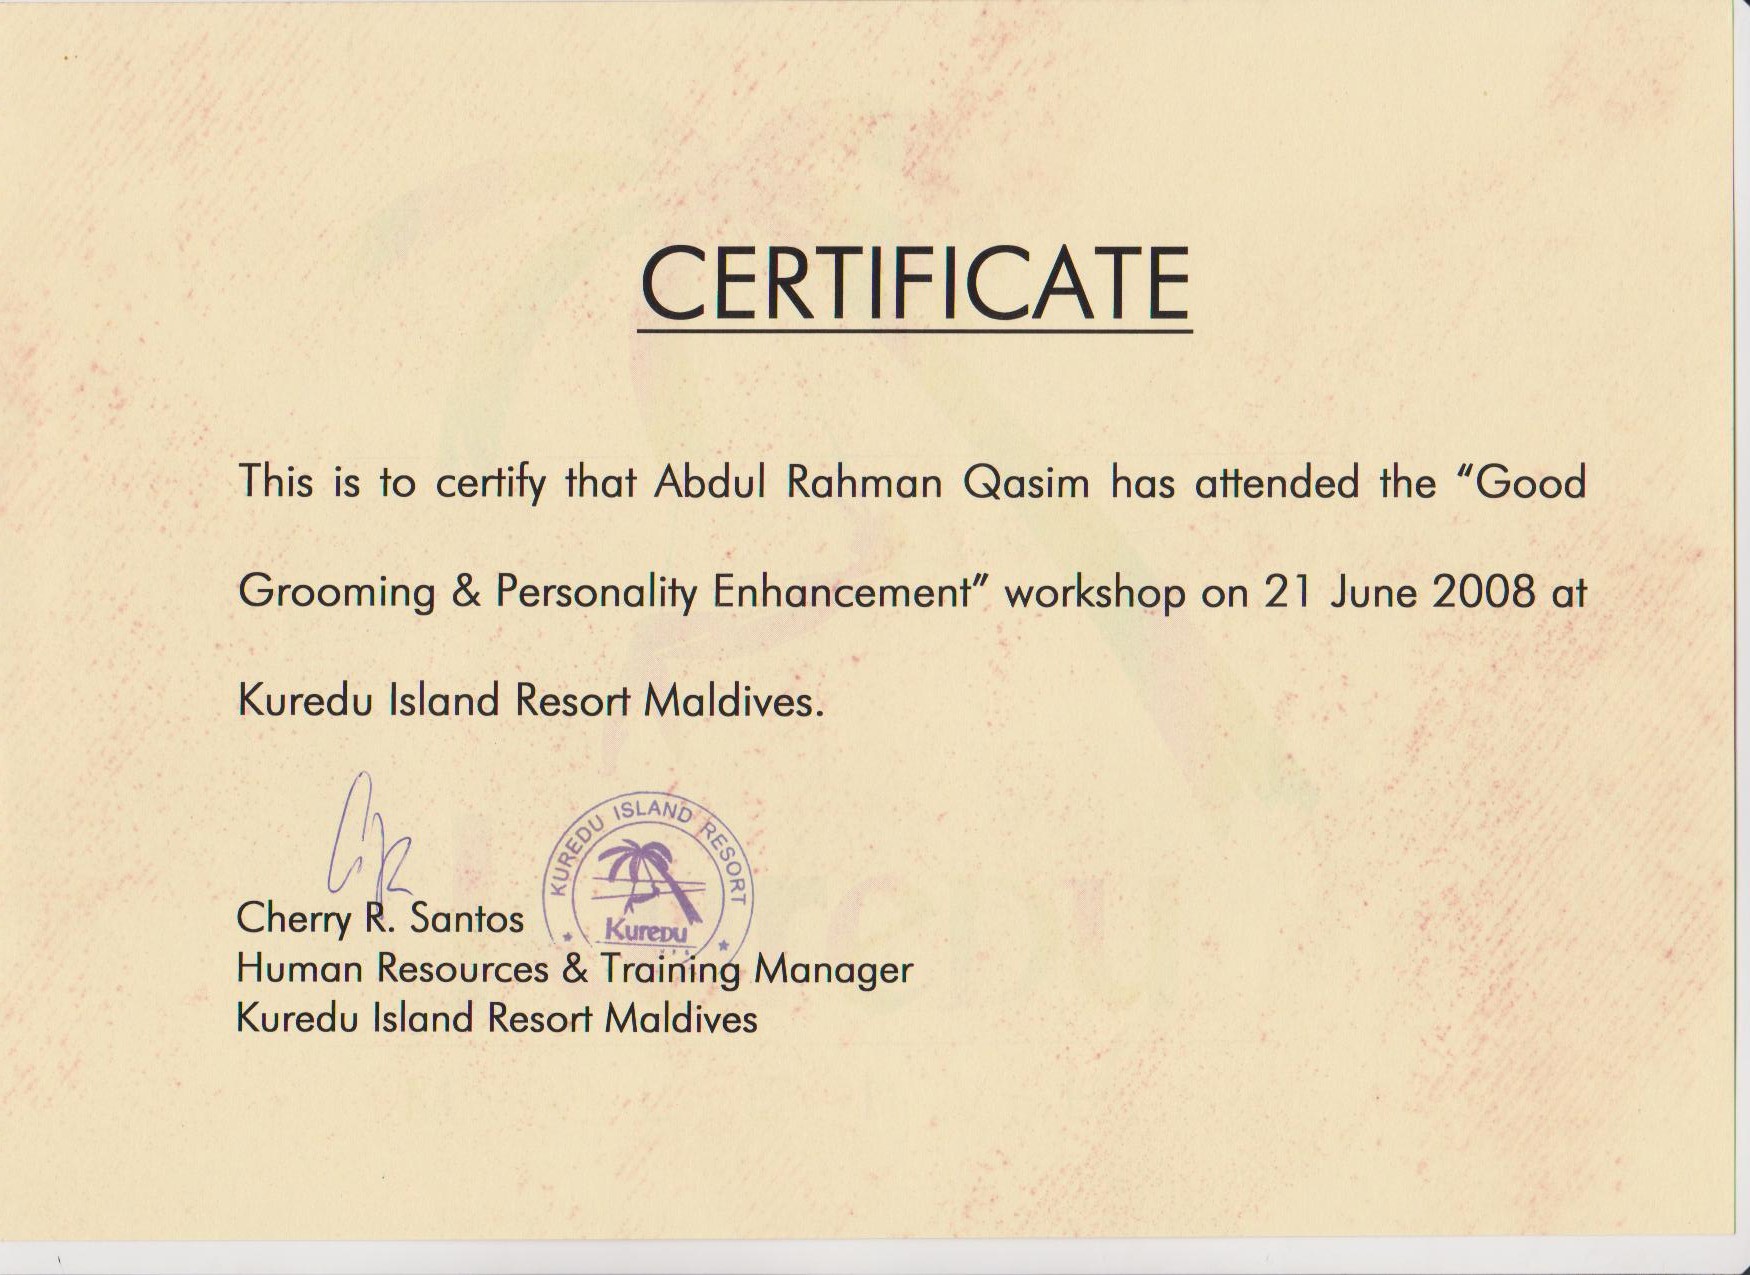 CERTIFICATE
This is to certify that Abdul Rahman Qasim has attended the “Good
Grooming & Personality Enhancement” workshop on 21 June 2008 at
Kuredu Island Resort Maldives.
KUREDU ISLAND RESORT
Kuredu
Cherry R. Santos
Human Resources & Training Manager
Kuredu Island Resort Maldives